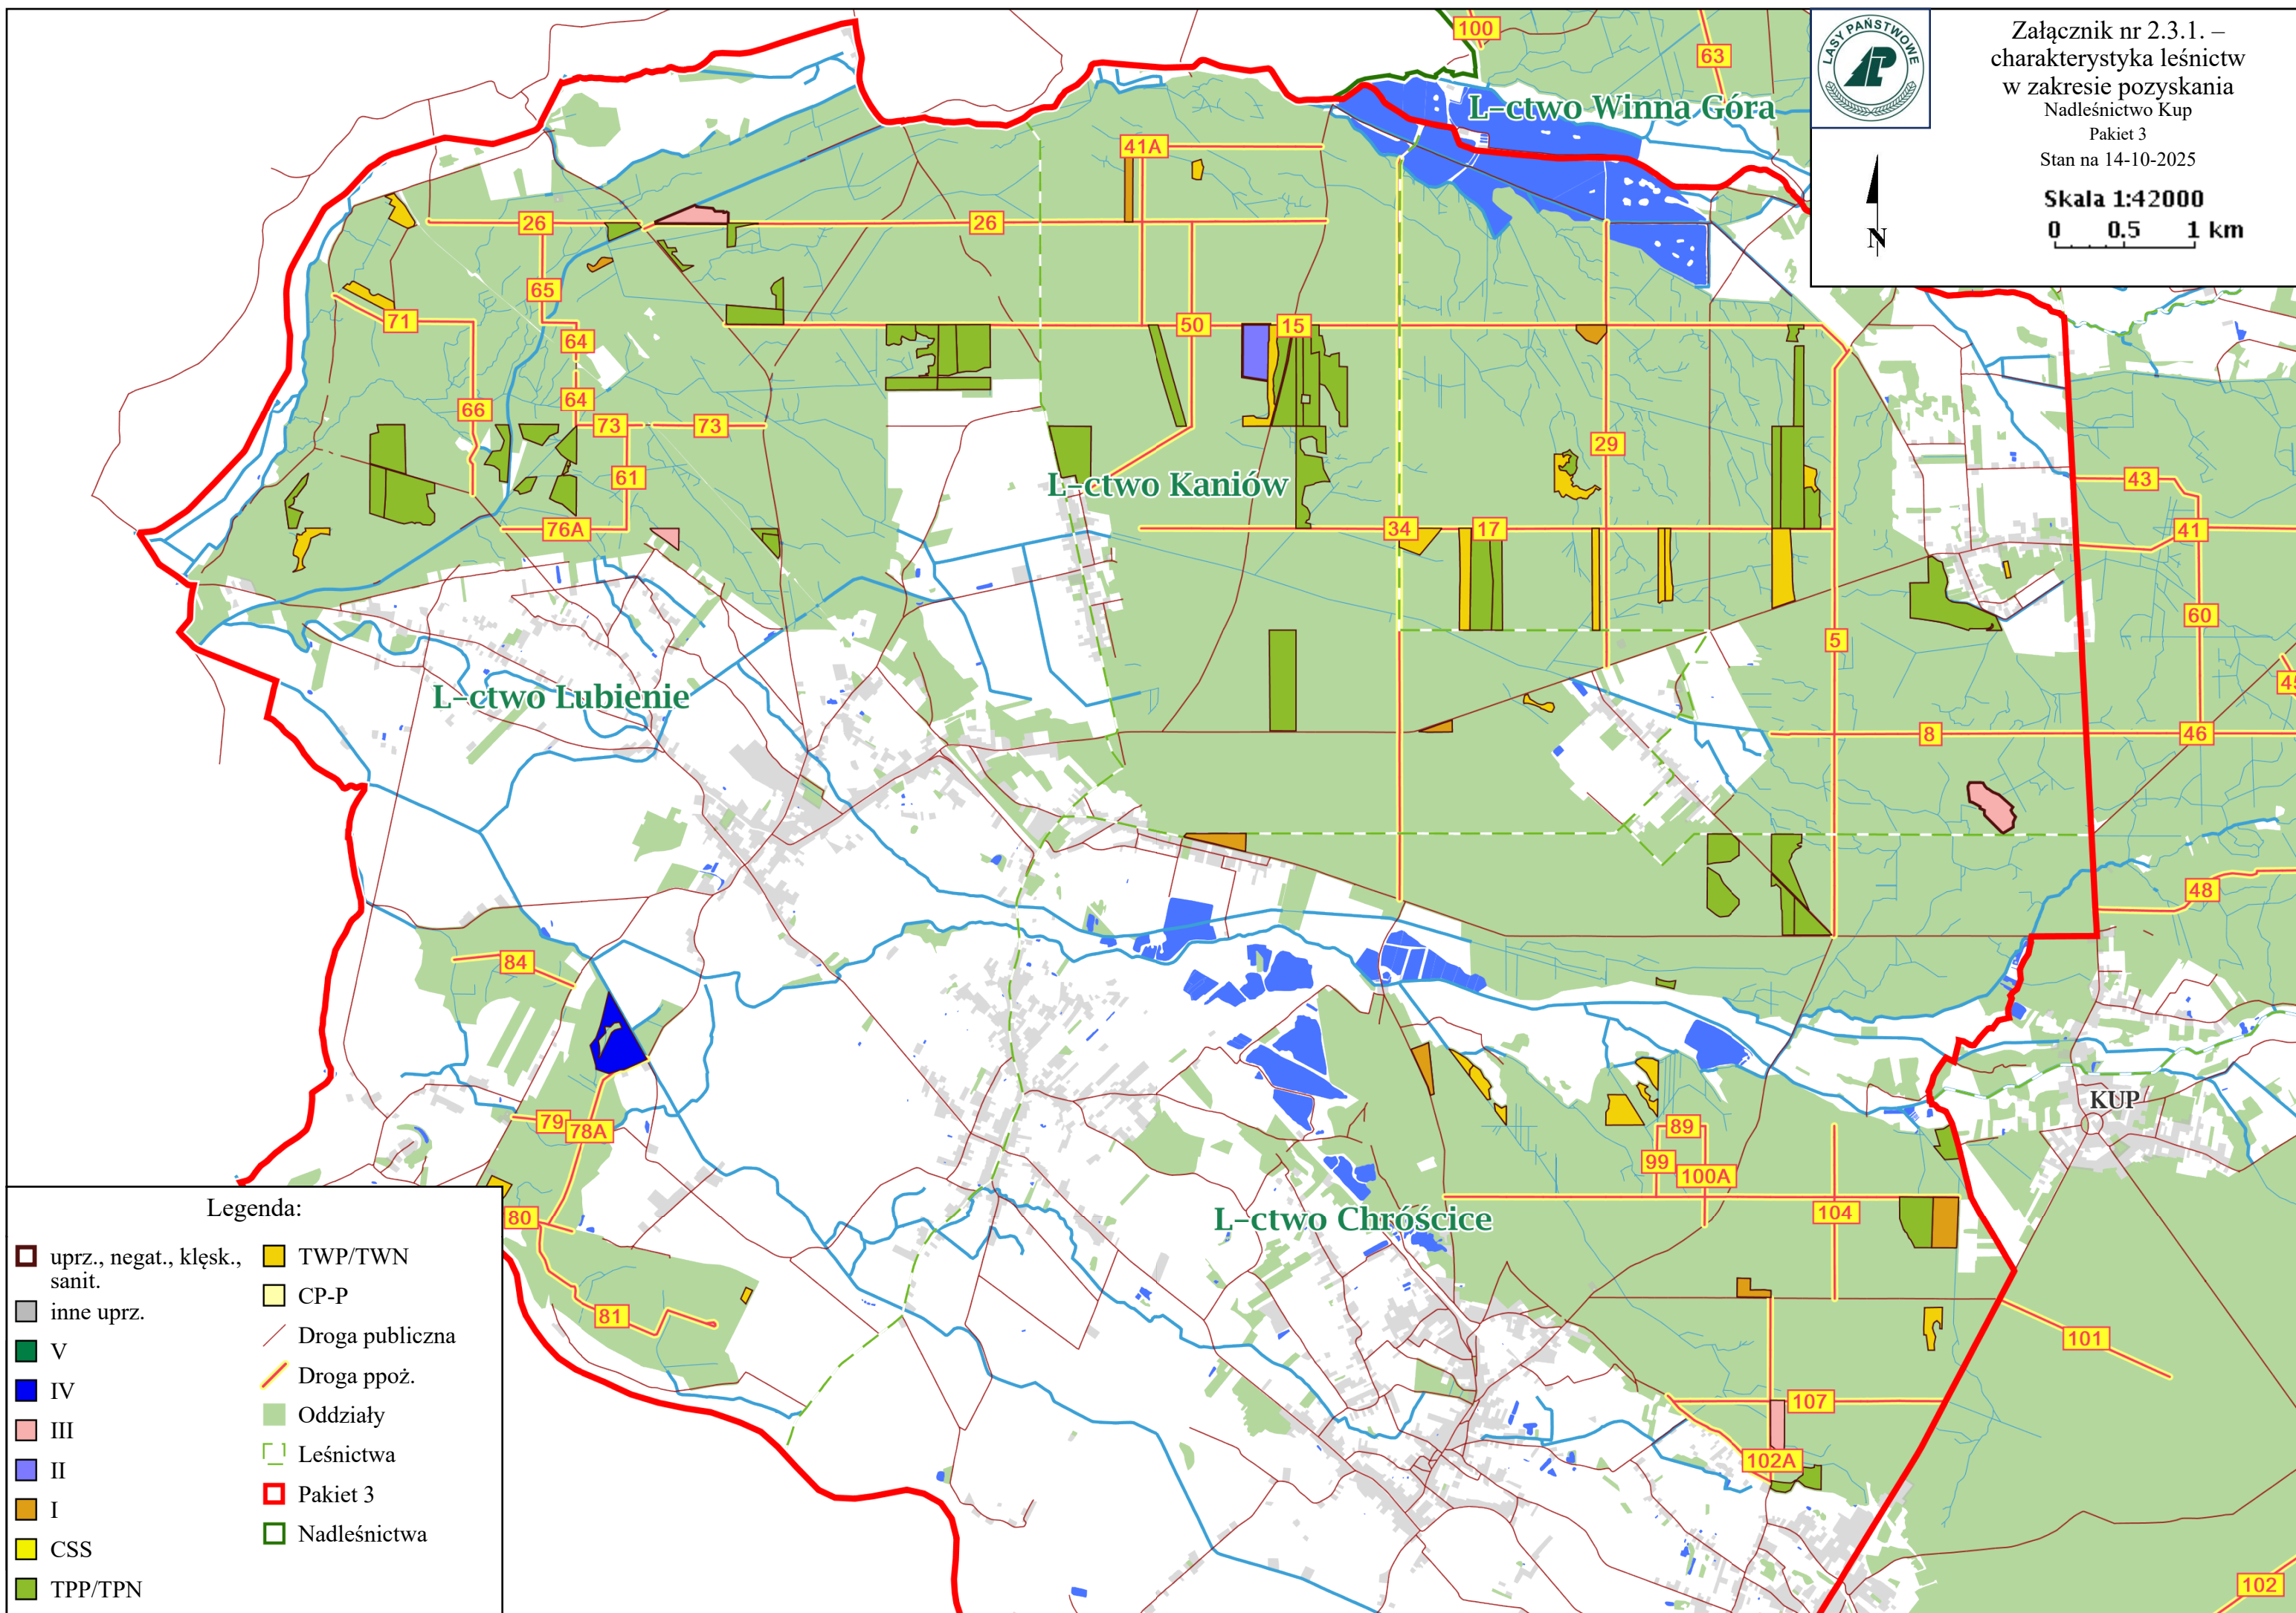 100
63
L-ctwo Winna Góra
LASY PAŃSTWOWE
Załącznik nr 2.3.1. –
charakterystyka leśnictw
w zakresie pozyskania
Nadleśnictwo Kup
Pakiet 3
Stan na 14-10-2025
Skala 1:42000
0 0.5 1 km
N
41A
26
26
65
71
64
50
15
64
66
73
73
29
61
43
L-ctwo Kaniów
76A
34
17
41
60
5
L-ctwo Lubienie
45
8
46
48
84
KUP
79
78A
89
99
100A
80
L-ctwo Chróścice
104
81
101
107
102A
102
Legenda:
uprz., negat., klęsk.,
sanit.
inne uprz.
V
IV
III
II
I
CSS
TPP/TPN
TWP/TWN
CP-P
Droga publiczna
Droga ppoż.
Oddziały
Leśnictwa
Pakiet 3
Nadleśnictwa